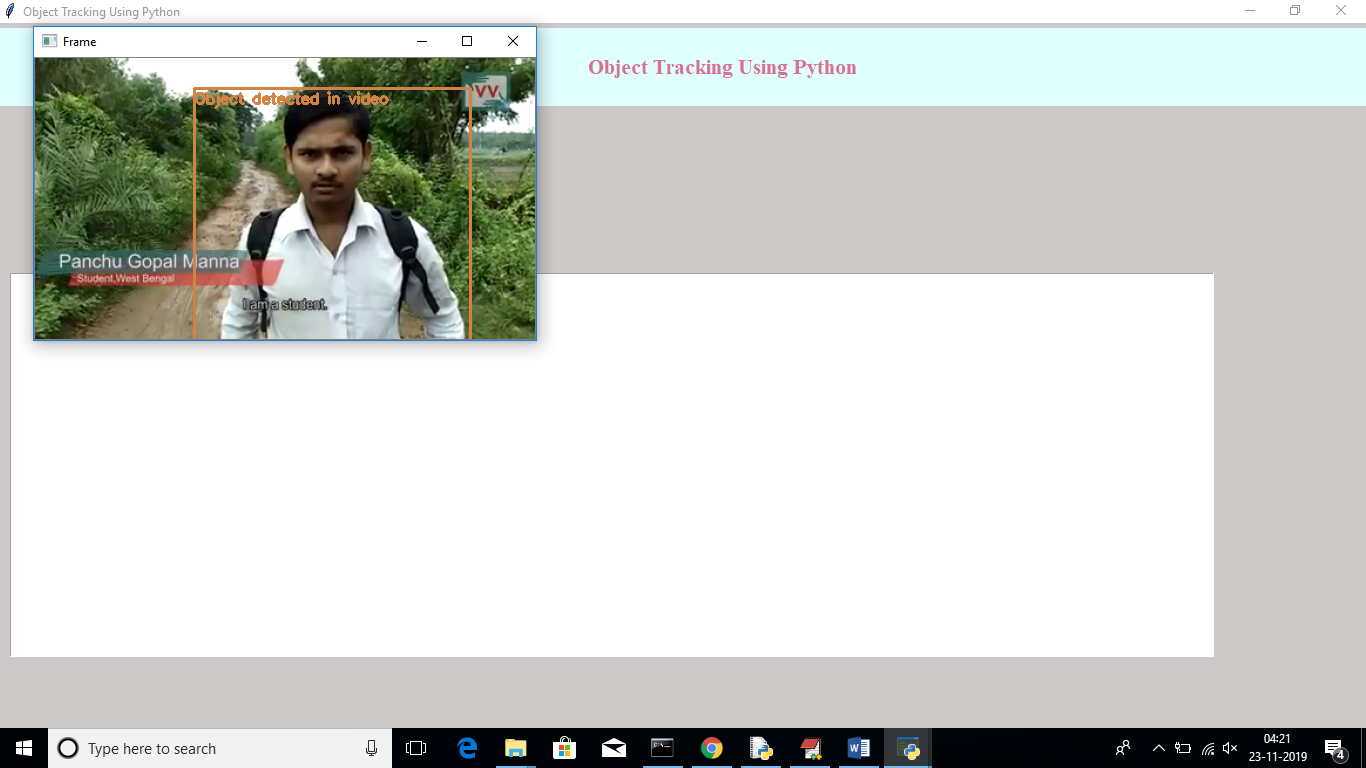 Object Tracking Using Python
Frame
Object Tracking Using Python
VV
Object detected in video
Panchu Gopal Manna
Student,West Bengal
I am a student.
Type here to search
04:21
23-11-2019
4